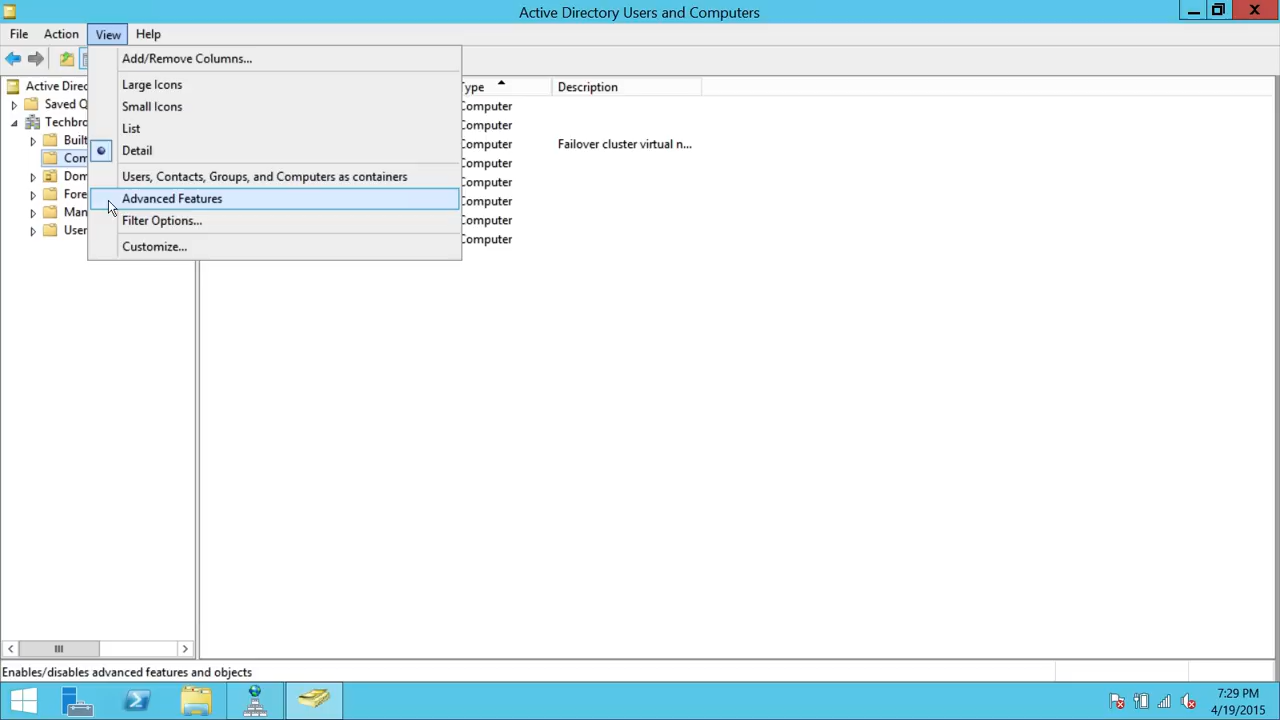 Active Directory Users and Computers
File Action View Help
Add/Remove Columns...
Large Icons
Small Icons
List
Detail
Users, Contacts, Groups, and Computers as containers
Advanced Features
Filter Options...
Customize...
Active Direc
Saved Q
Techbro
Built
Com
Dom
Fore
Man
User
Type Description
Computer
Computer
Computer Failover cluster virtual n...
Computer
Computer
Computer
Computer
Computer
Enables/disables advanced features and objects
7:29 PM
4/19/2015